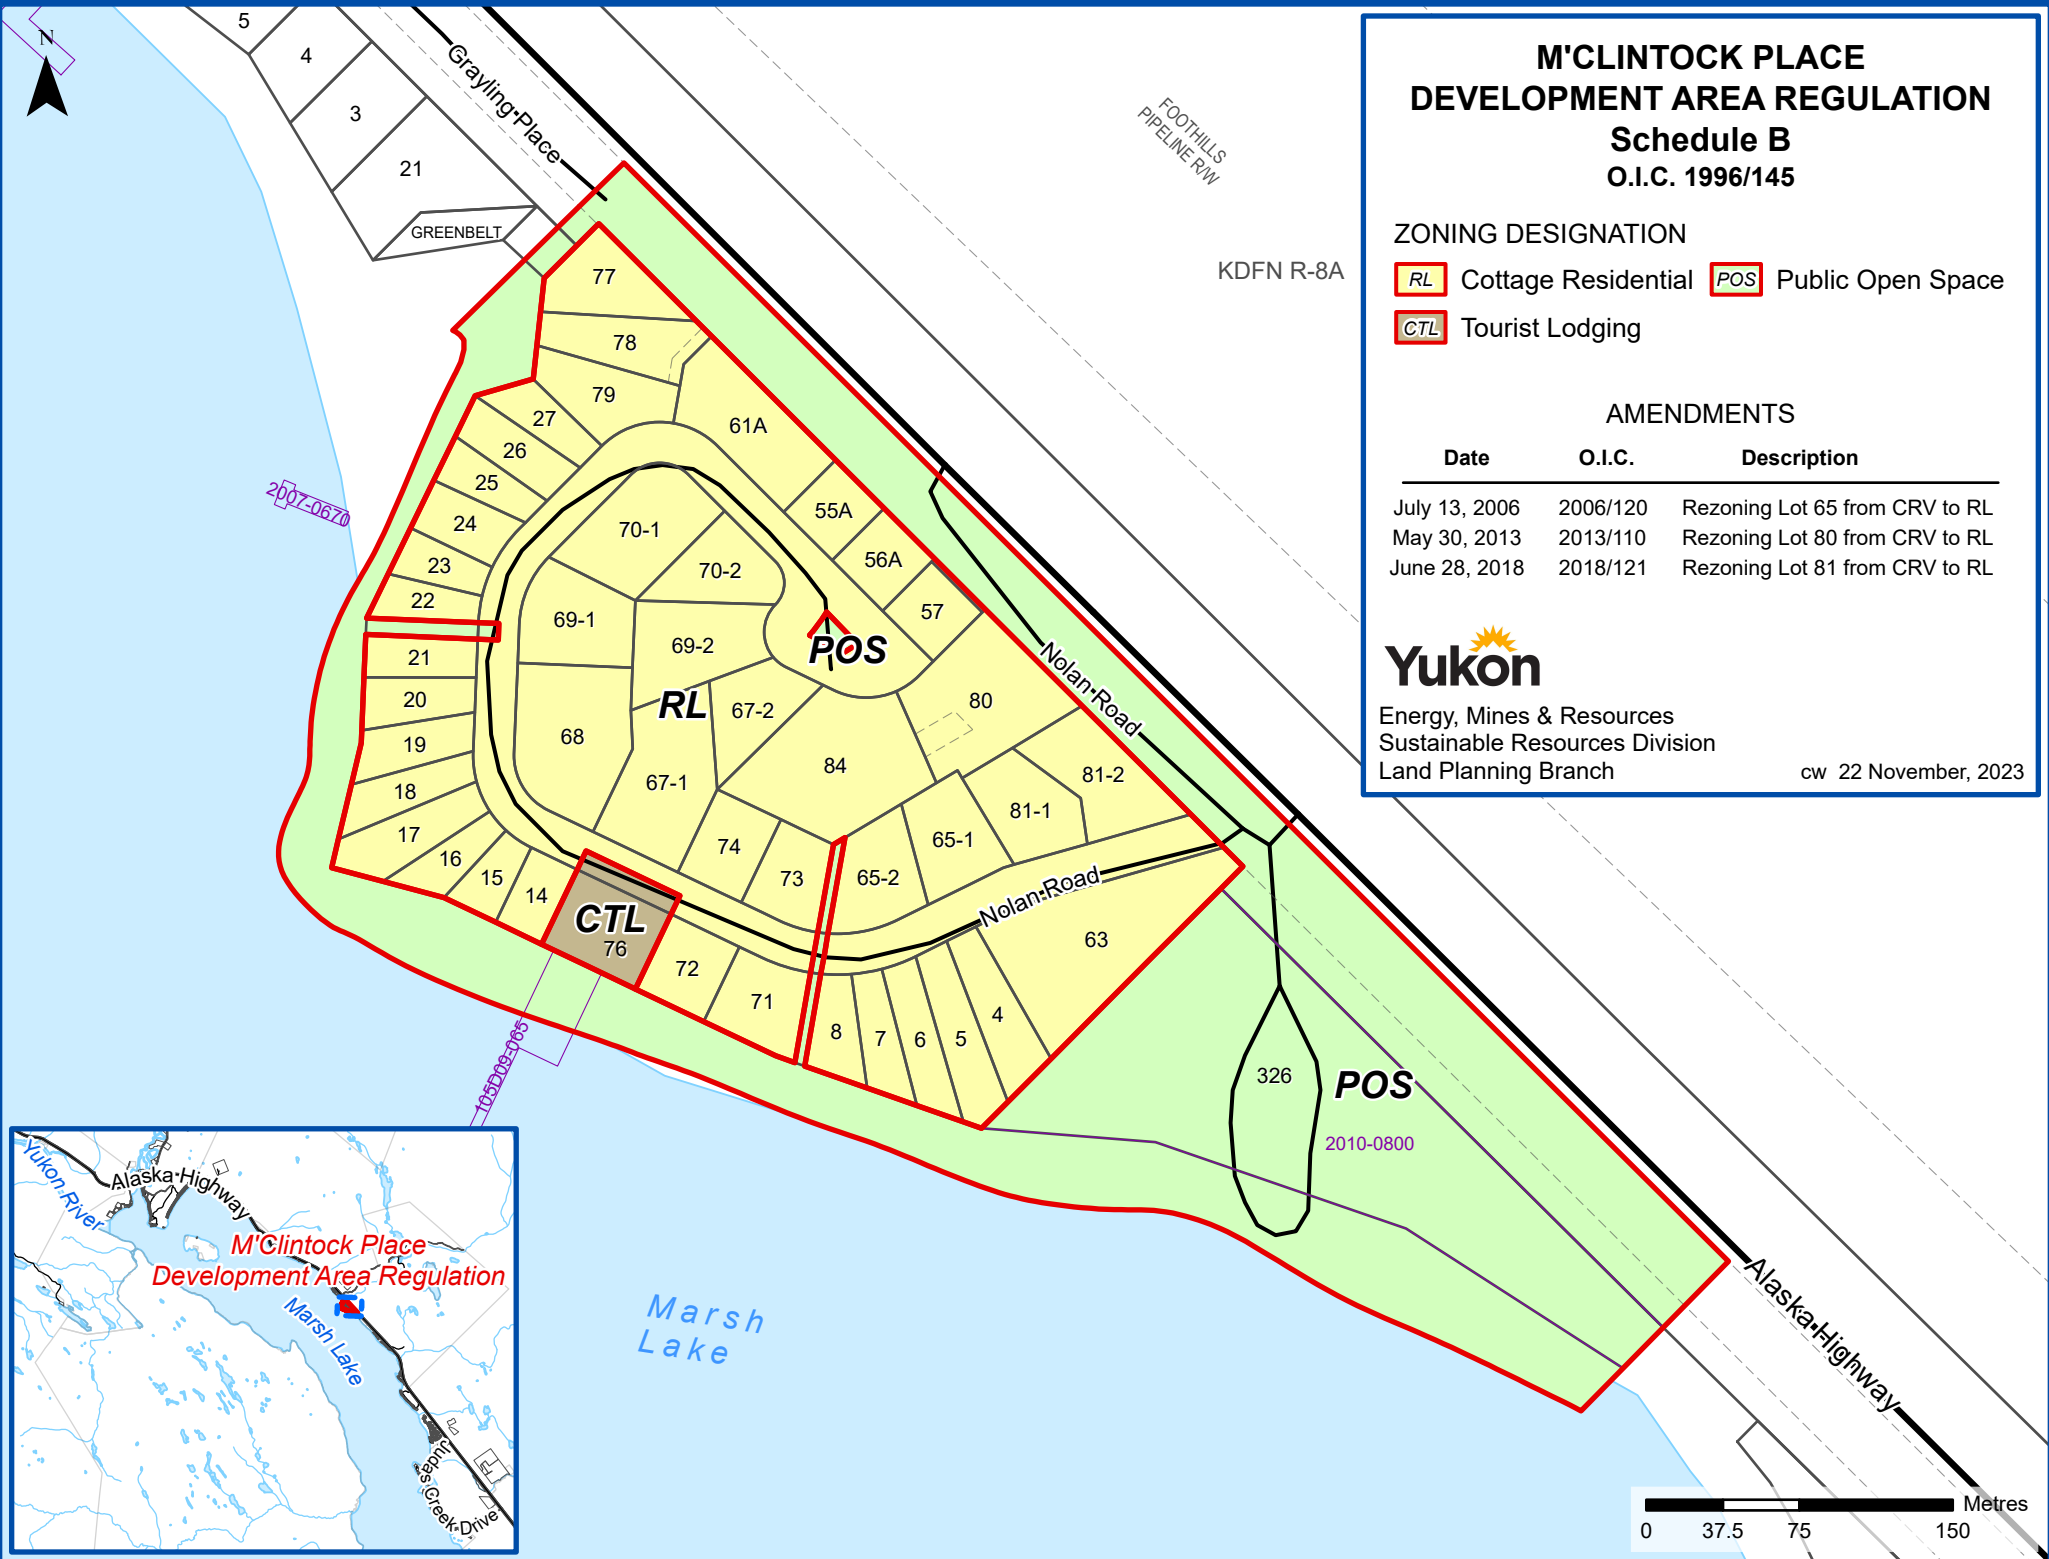 M'CLINTOCK PLACE
DEVELOPMENT AREA REGULATION
Schedule B
O.I.C. 1996/145
ZONING DESIGNATION
RL Cottage Residential POS Public Open Space
CTL Tourist Lodging
AMENDMENTS
Date O.I.C. Description
July 13, 2006 2006/120 Rezoning Lot 65 from CRV to RL
May 30, 2013 2013/110 Rezoning Lot 80 from CRV to RL
June 28, 2018 2018/121 Rezoning Lot 81 from CRV to RL
Yukon
Energy, Mines & Resources
Sustainable Resources Division
Land Planning Branch
cw 22 November, 2023
N
5
4
3
21
GREENBELT
Grayling Place
FOOTHILLS
PIPELINE R/W
KDFN R-8A
77
78
79
27
26
25
24
23
22
21
20
19
18
17
16
15
14
61A
55A
56A
57
70-1
70-2
69-1
69-2
POS
RL
68
67-1
67-2
80
84
81-2
81-1
65-1
65-2
74
73
CTL
76
72
71
8
7
6
5
4
63
Nolan Road
Nolan Road
326
POS
2010-0800
2007-0670
105D09-065
Marsh
Lake
Alaska Highway
Metres
0 37.5 75 150
Yukon River
Alaska Highway
M'Clintock Place
Development Area Regulation
Marsh Lake
Judas Creek Drive